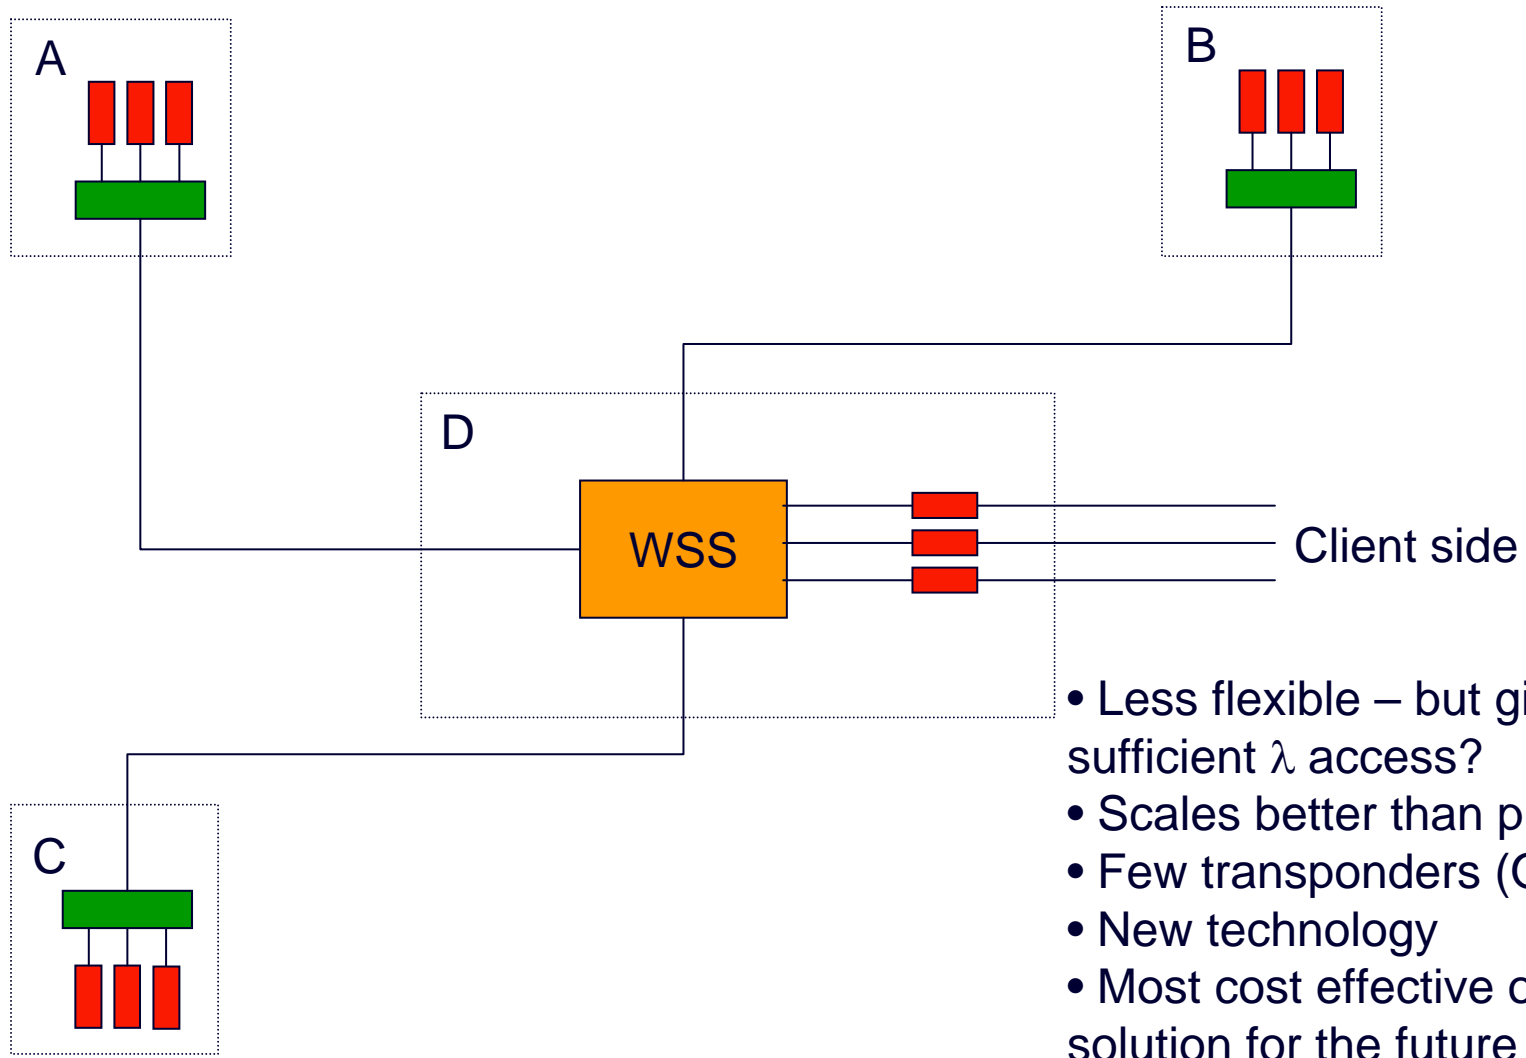 A
B
D
WSS
Client side
C
• Less flexible – but
sufficient λ access?
• Scales better than
• Few transponders
• New technology
• Most cost effective
solution for the future